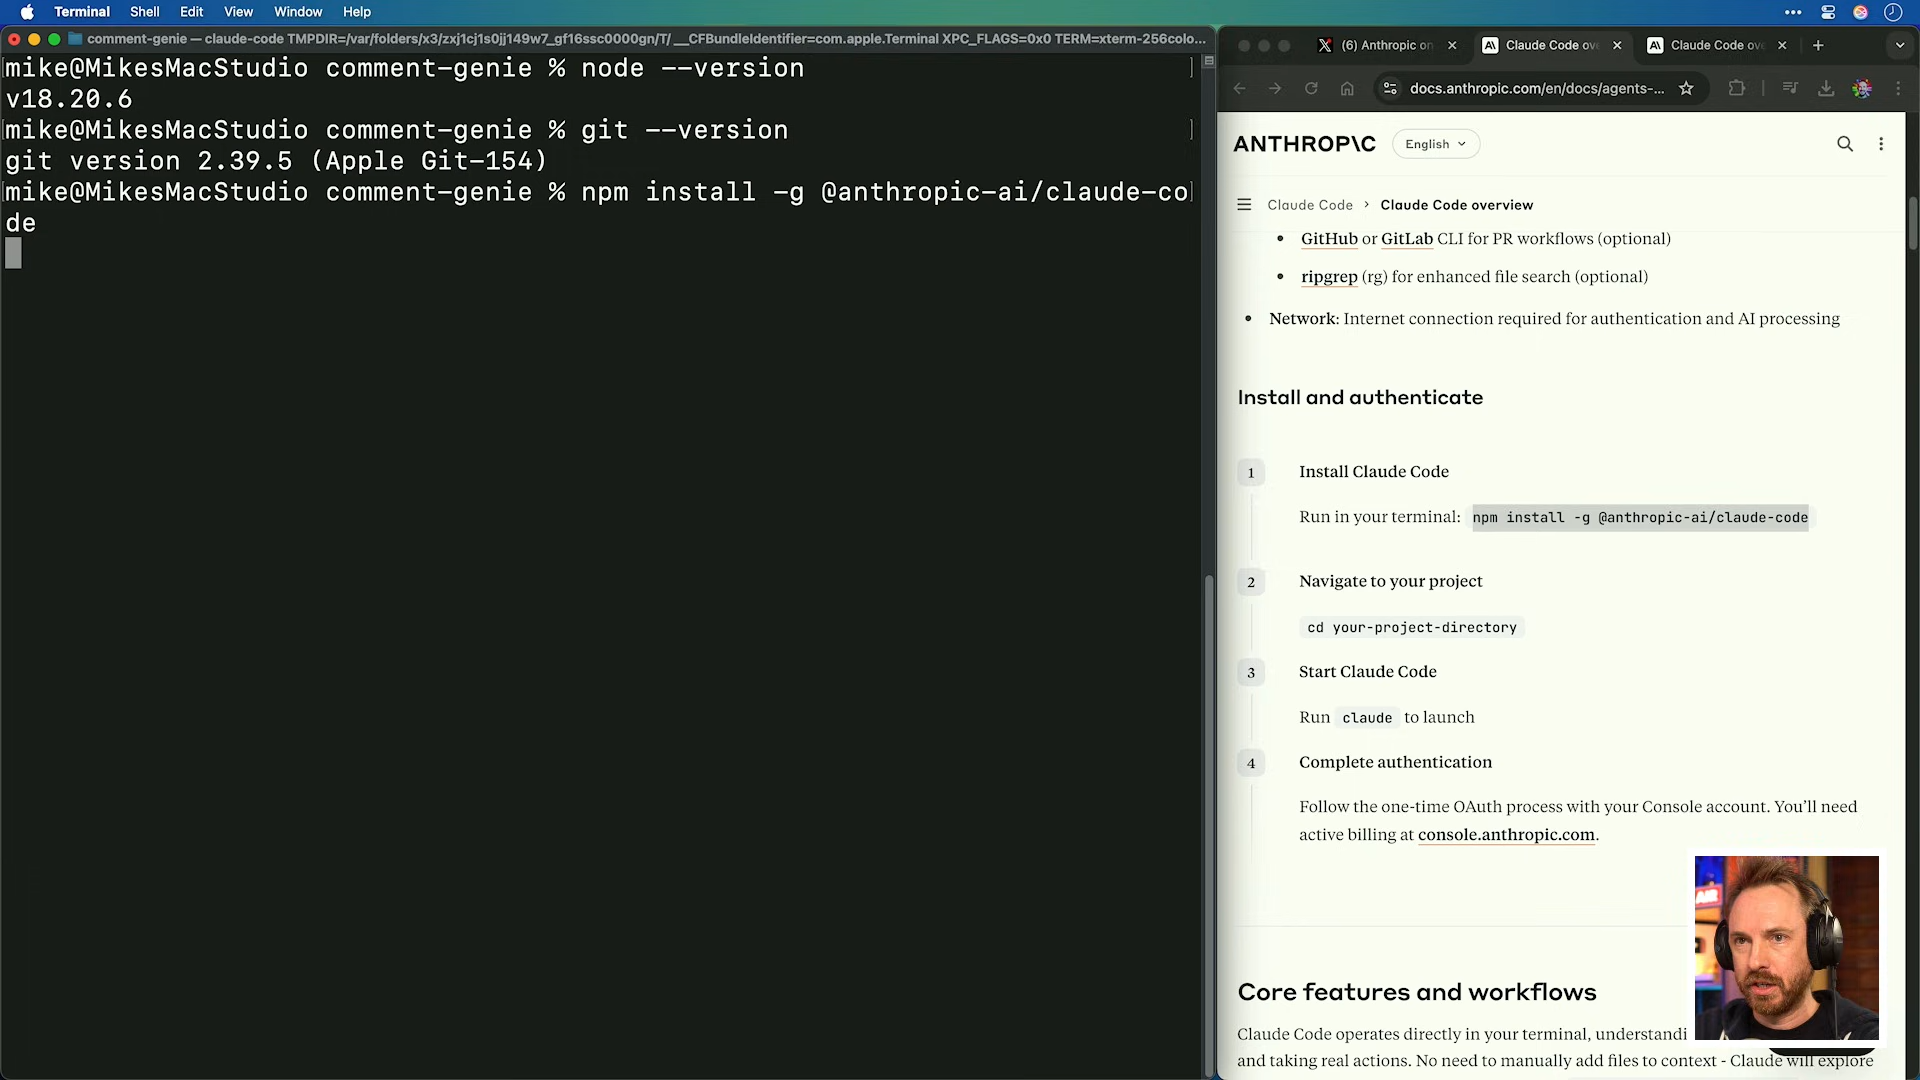 Terminal Shell Edit View Window Help
comment-genie — claude-code TMPDIR=/var/folders/x3/zxj1cj1s0jj149w7_gf16ssc0000gn/T/ __CFBundleIdentifier=com.apple.Terminal XPC_FLAGS=0x0 TERM=xterm-256colo...
mike@MikesMacStudio comment-genie % node --version
v18.20.6
mike@MikesMacStudio comment-genie % git --version
git version 2.39.5 (Apple Git-154)
mike@MikesMacStudio comment-genie % npm install -g @anthropic-ai/claude-co
de
(6) Anthropic on
Claude Code ove
Claude Code ove
docs.anthropic.com/en/docs/agents-...
ANTHROP\C
English
Claude Code > Claude Code overview
• GitHub or GitLab CLI for PR workflows (optional)
• ripgrep (rg) for enhanced file search (optional)
• Network: Internet connection required for authentication and AI processing
Install and authenticate
1 Install Claude Code
Run in your terminal: npm install -g @anthropic-ai/claude-code
2 Navigate to your project
cd your-project-directory
3 Start Claude Code
Run claude to launch
4 Complete authentication
Follow the one-time OAuth process with your Console account. You’ll need
active billing at console.anthropic.com.
Core features and workflows
Claude Code operates directly in your terminal, understandi
and taking real actions. No need to manually add files to context - Claude will explore
AIR